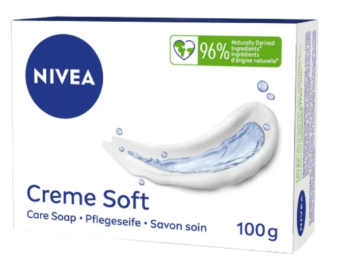 NIVEA
96%
Naturally Derived
Ingredients*
Ingrédients
d'origine naturelle*
Creme Soft
Care Soap • Pflegeseife • Savon soin
100g